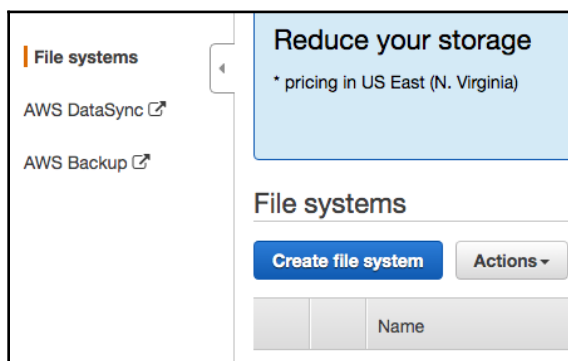 File systems
AWS DataSync
AWS Backup
Reduce your storage
* pricing in US East (N. Virginia)
File systems
Create file system
Actions
Name